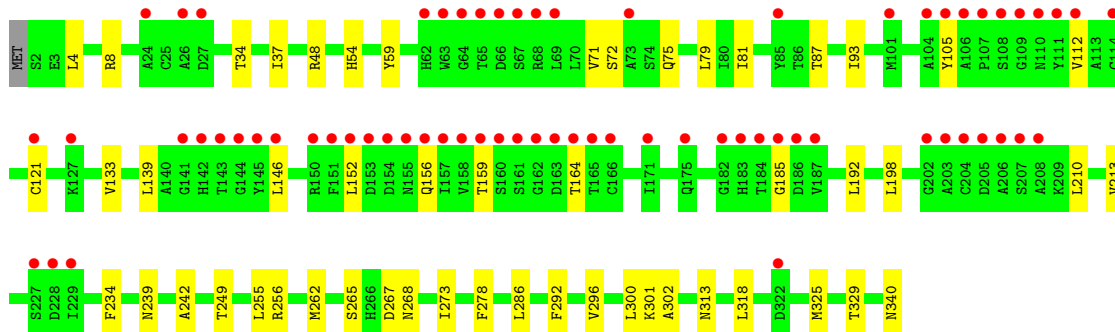 MET S2 E3 L4 R8 A24 C25 A26 D27 T34 I37 R48 H54 Y59 H62 W63 G64 T65 D66 S67 R68 L69 L70 V71 S72 A73 S74 Q75 L79 I80 I81 Y85 T86 T87 I93 M101 A104 Y105 A106 P107 S108 G109 N110 Y111 V112 A113
C121 K127 V133 L139 A140 G141 H142 T143 G144 Y145 L146 R150 F151 L152 D153 D154 N155 Q156 I157 V158 T159 S160 S161 G162 D163 T164 T165 C166 I171 Q175 G182 H183 T184 G185 D186 V187 L192 L198 G202 A203 C204 D205 A206 S207 A208 K209 L210
S227 D228 I229 F234 N239 A242 T249 L255 R256 M262 S265 H266 D267 N268 I273 F278 L286 F292 V296 L300 K301 A302 N313 L318 D322 M325 T329 N340